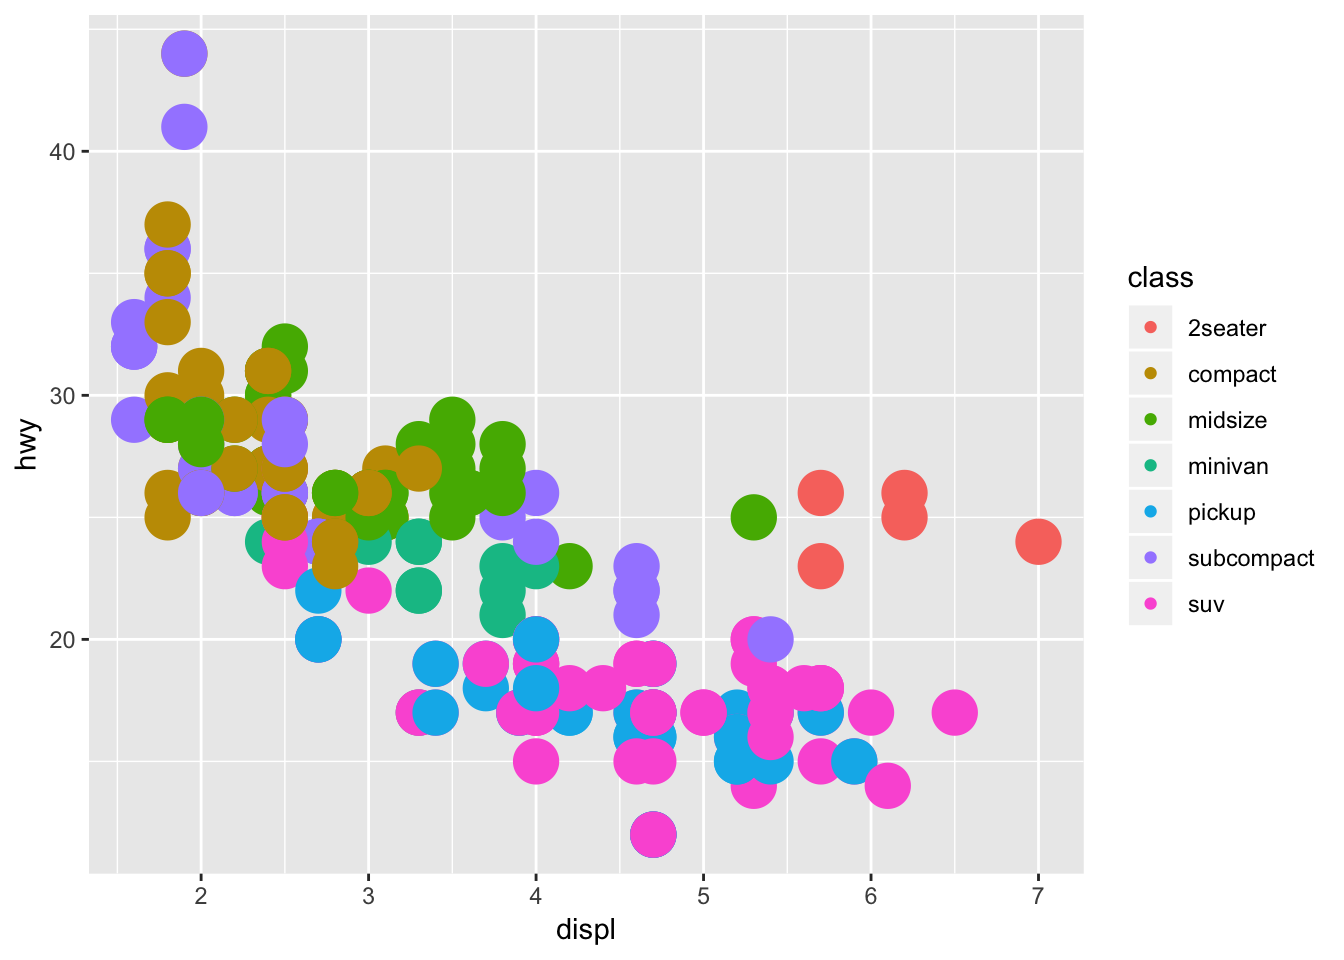 40
30
20
hwy
2 3 4 5 6 7
displ
class
2seater
compact
midsize
minivan
pickup
subcompact
suv